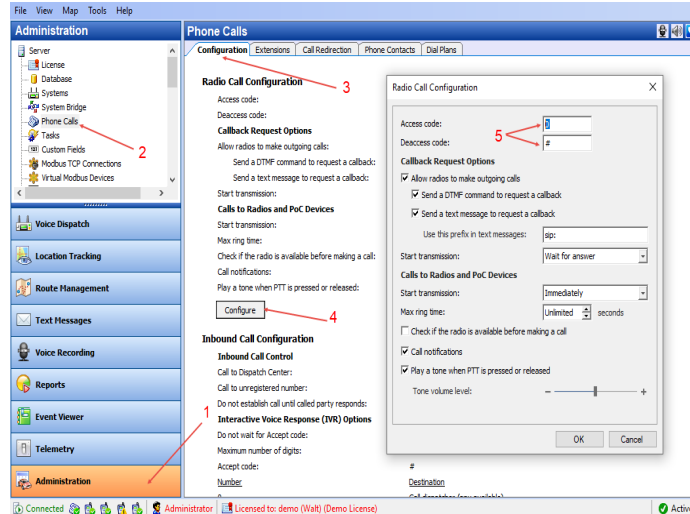 File View Map Tools Help
Administration
Server
License
Database
Systems
System Bridge
Phone Calls
Tasks
Custom Fields
Modbus TCP Connections
Virtual Modbus Devices
Voice Dispatch
Location Tracking
Route Management
Text Messages
Voice Recording
Reports
Event Viewer
Telemetry
Administration
1
2
Phone Calls
Configuration Extensions Call Redirection Phone Contacts Dial Plans
3
Radio Call Configuration
Access code:
Deaccess code:
Callback Request Options
Allow radios to make outgoing calls:
Send a DTMF command to request a callback:
Send a text message to request a callback:
Start transmission:
Calls to Radios and PoC Devices
Start transmission:
Max ring time:
Check if the radio is available before making a call:
Call notifications:
Play a tone when PTT is pressed or released:
Configure
4
Inbound Call Configuration
Inbound Call Control
Call to Dispatch Center:
Call to unregistered number:
Do not establish call until called party responds:
Interactive Voice Response (IVR) Options
Do not wait for Accept code:
Maximum number of digits:
Accept code: #
Number Destination
Radio Call Configuration X
Access code:
Deaccess code: #
5
Callback Request Options
Allow radios to make outgoing calls
Send a DTMF command to request a callback
Send a text message to request a callback
Use this prefix in text messages: sip:
Start transmission: Wait for answer
Calls to Radios and PoC Devices
Start transmission: Immediately
Max ring time: Unlimited seconds
Check if the radio is available before making a call
Call notifications
Play a tone when PTT is pressed or released
Tone volume level: - +
OK Cancel
Connected Administrator Licensed to: demo (Walt) (Demo License) Active